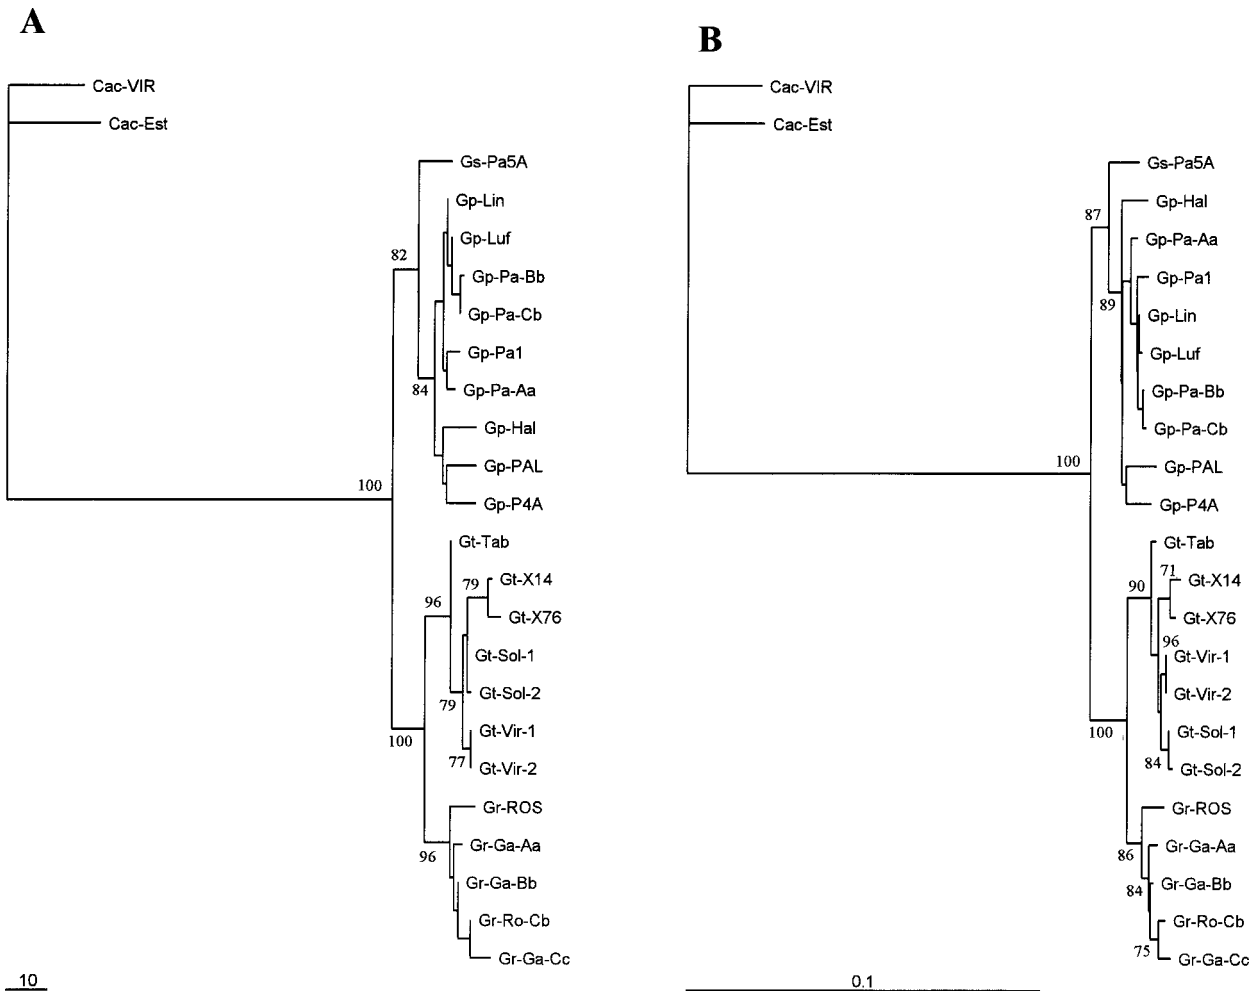 A
Cac-VIR
Cac-Est
Gs-Pa5A
Gp-Lin
Gp-Luf
82
Gp-Pa-Bb
Gp-Pa-Cb
Gp-Pa1
84
Gp-Pa-Aa
Gp-Hal
Gp-PAL
100
Gp-P4A
Gt-Tab
79
Gt-X14
96
Gt-X76
Gt-Sol-1
Gt-Sol-2
79
Gt-Vir-1
100
77
Gt-Vir-2
Gr-ROS
Gr-Ga-Aa
96
Gr-Ga-Bb
Gr-Ro-Cb
Gr-Ga-Cc
10
B
Cac-VIR
Cac-Est
Gs-Pa5A
Gp-Hal
87
Gp-Pa-Aa
Gp-Pa1
89
Gp-Lin
Gp-Luf
Gp-Pa-Bb
Gp-Pa-Cb
100
Gp-PAL
Gp-P4A
Gt-Tab
71
Gt-X14
90
Gt-X76
96
Gt-Vir-1
Gt-Vir-2
100
Gt-Sol-1
84
Gt-Sol-2
Gr-ROS
Gr-Ga-Aa
86
Gr-Ga-Bb
84
Gr-Ro-Cb
75
Gr-Ga-Cc
0.1